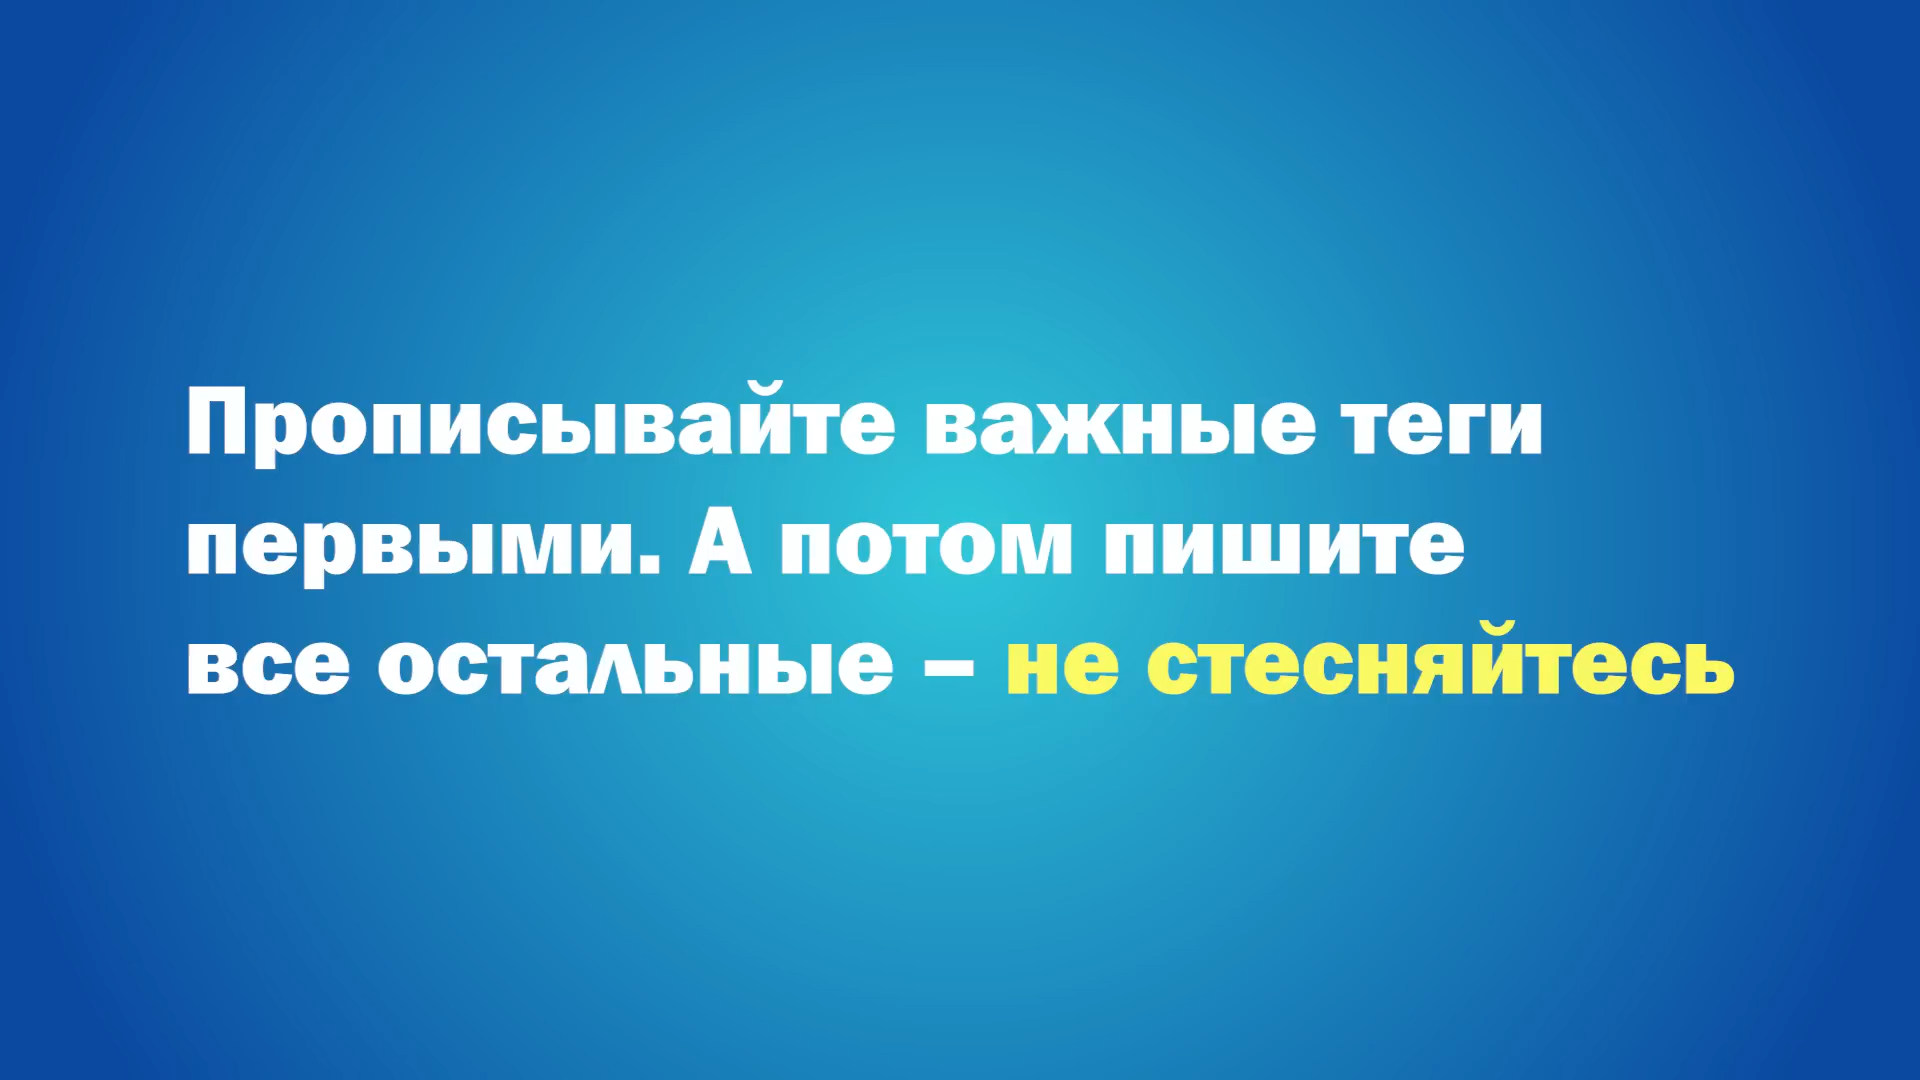 Прописывайте важные теги
первыми. А потом пишите
все остальные – не стесняйтесь